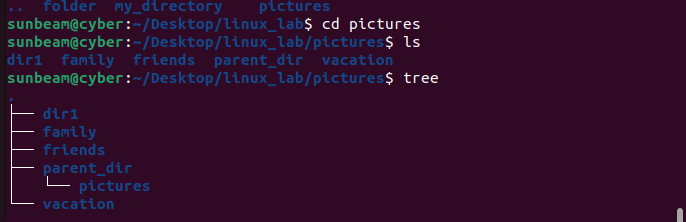 .. folder my_directory pictures
sunbeam@cyber:~/Desktop/linux_lab$ cd pictures
sunbeam@cyber:~/Desktop/linux_lab/pictures$ ls
dir1 family friends parent_dir vacation
sunbeam@cyber:~/Desktop/linux_lab/pictures$ tree
.
├── dir1
├── family
├── friends
├── parent_dir
│   └── pictures
└── vacation